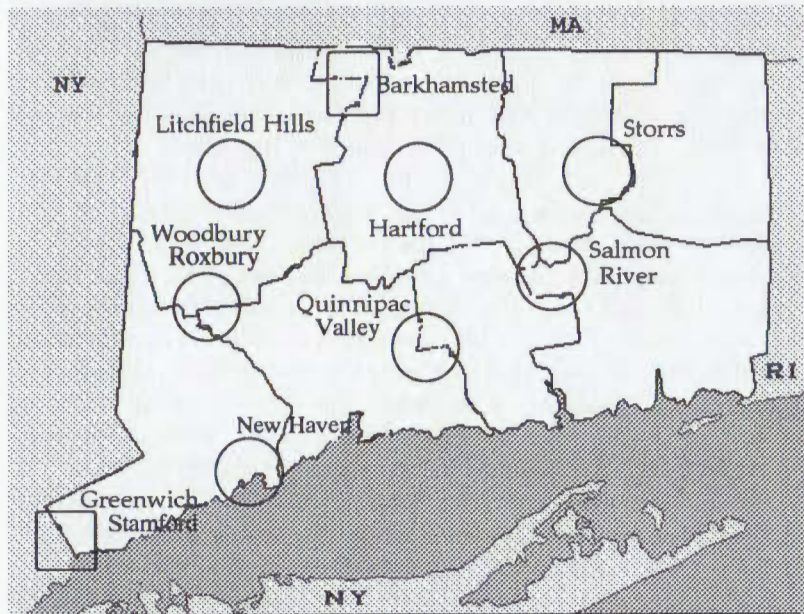 MA
NY
Barkhamsted
Litchfield Hills
Storrs
Hartford
Woodbury
Roxbury
Salmon
River
Quinnipac
Valley
RI
New Haven
Greenwich
Stamford
NY